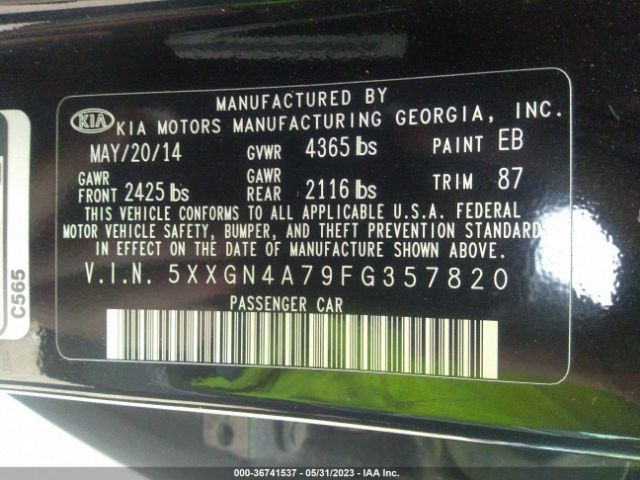 MANUFACTURED BY
KIA KIA MOTORS MANUFACTURING GEORGIA, INC.
MAY/20/14 GVWR 4365 lbs PAINT EB
GAWR FRONT 2425 lbs GAWR REAR 2116 lbs TRIM 87
THIS VEHICLE CONFORMS TO ALL APPLICABLE U.S.A. FEDERAL
MOTOR VEHICLE SAFETY, BUMPER, AND THEFT PREVENTION STANDARDS
IN EFFECT ON THE DATE OF MANUFACTURE SHOWN ABOVE.
V.I.N. 5XXGN4A79FG357820
PASSENGER CAR
C565
000-36741537 - 05/31/2023 - IAA Inc.